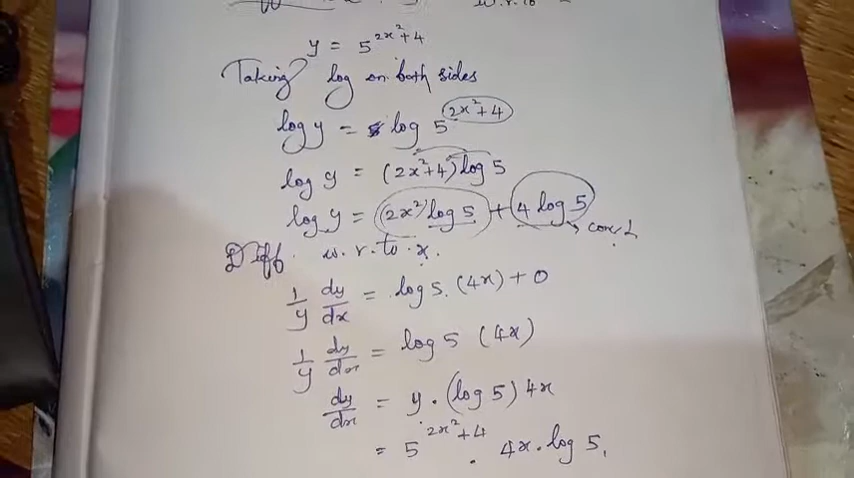 w.r.to
y = 5^{2x²+4}
Taking log on both sides
log y = log 5^{2x²+4}
log y = (2x²+4) log 5
log y = (2x²) log 5 + 4 log 5
Diff. w.r.to x.
1/y dy/dx = log 5. (4x) + 0
1/y dy/dx = log 5 (4x)
dy/dx = y . (log 5) 4x
= 5^{2x²+4} . 4x . log 5,